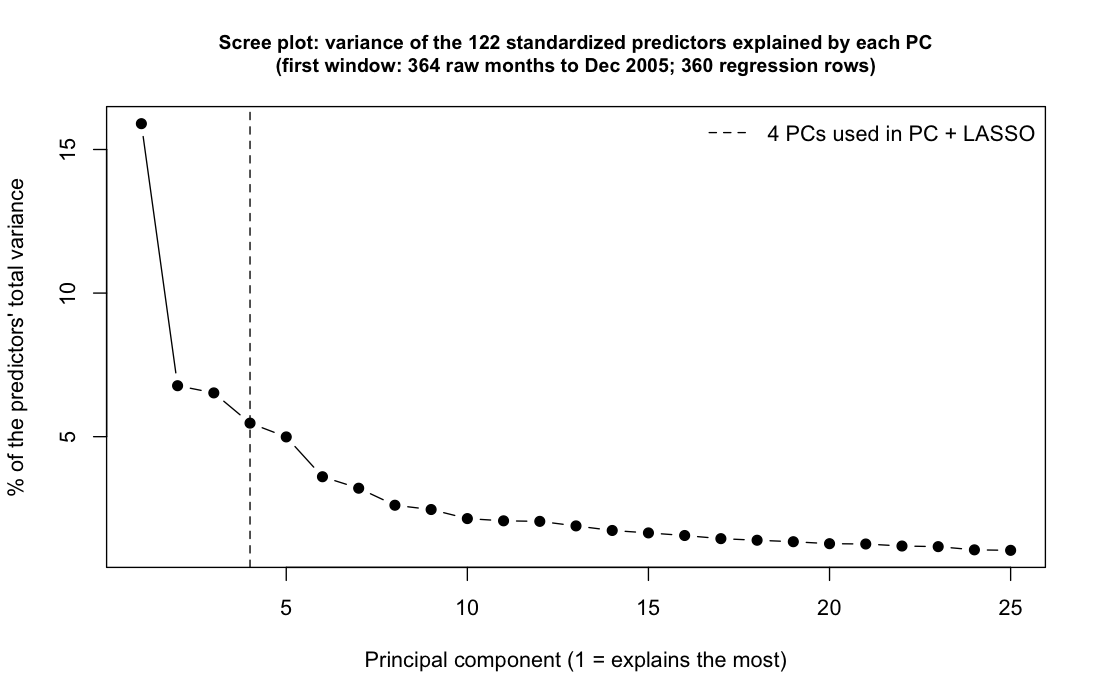 Scree plot: variance of the 122 standardized predictors explained by each PC
(first window: 364 raw months to Dec 2005; 360 regression rows)
4 PCs used in PC + LASSO
% of the predictors' total variance
15
10
5
5
10
15
20
25
Principal component (1 = explains the most)